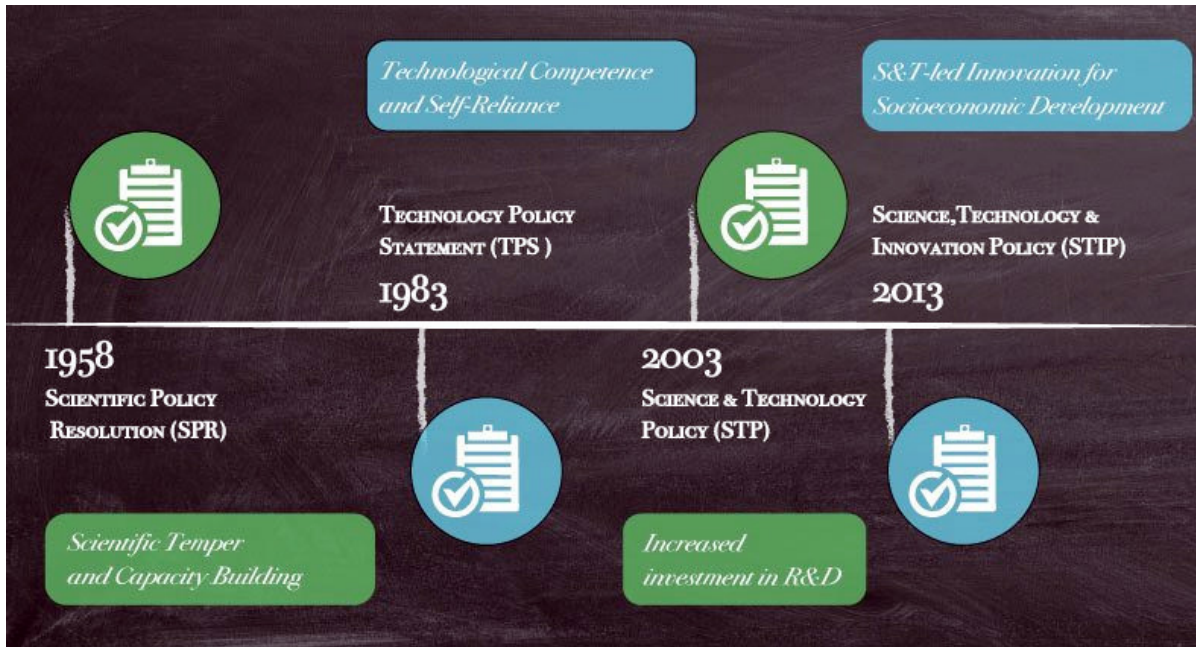 1958
Scientific Policy
Resolution (SPR)
Scientific Temper
and Capacity Building
Technological Competence
and Self-Reliance
Technology Policy
Statement (TPS )
1983
2003
Science & Technology
Policy (STP)
Increased
investment in R&D
S&T-led Innovation for
Socioeconomic Development
Science,Technology &
Innovation Policy (STIP)
2013